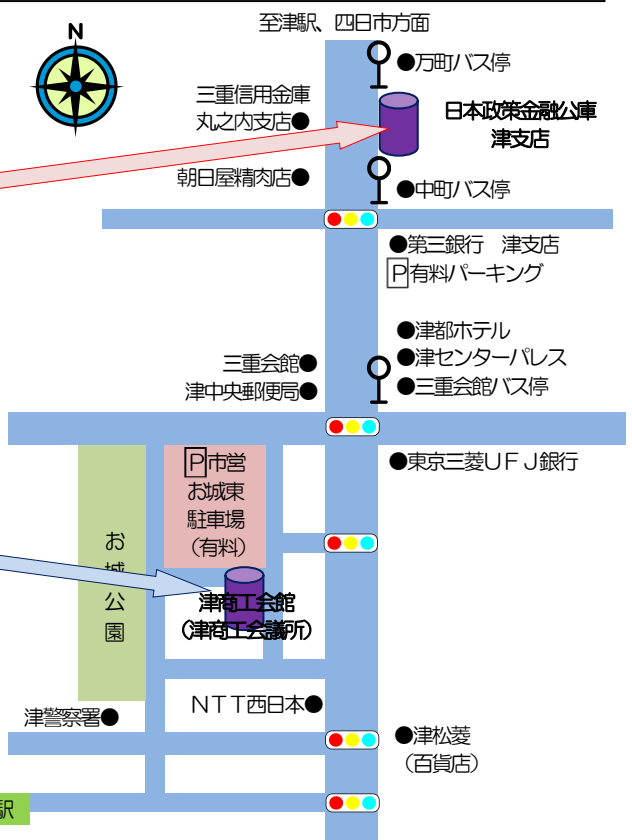 N
至津駅、四日市方面
●万町バス停
三重信用金庫
丸之内支店●
日本政策金融公庫
津支店
朝日屋精肉店●
●中町バス停
●第三銀行　津支店
P有料パーキング
●津都ホテル
●津センターパレス
●三重会館バス停
三重会館●
津中央郵便局●
●東京三菱UFJ銀行
P市営
お城東
駐車場
(有料)
お
城
公
園
津商工会館
(津商工会議所)
NTT西日本●
津警察署●
●津松菱
(百貨店)
駅